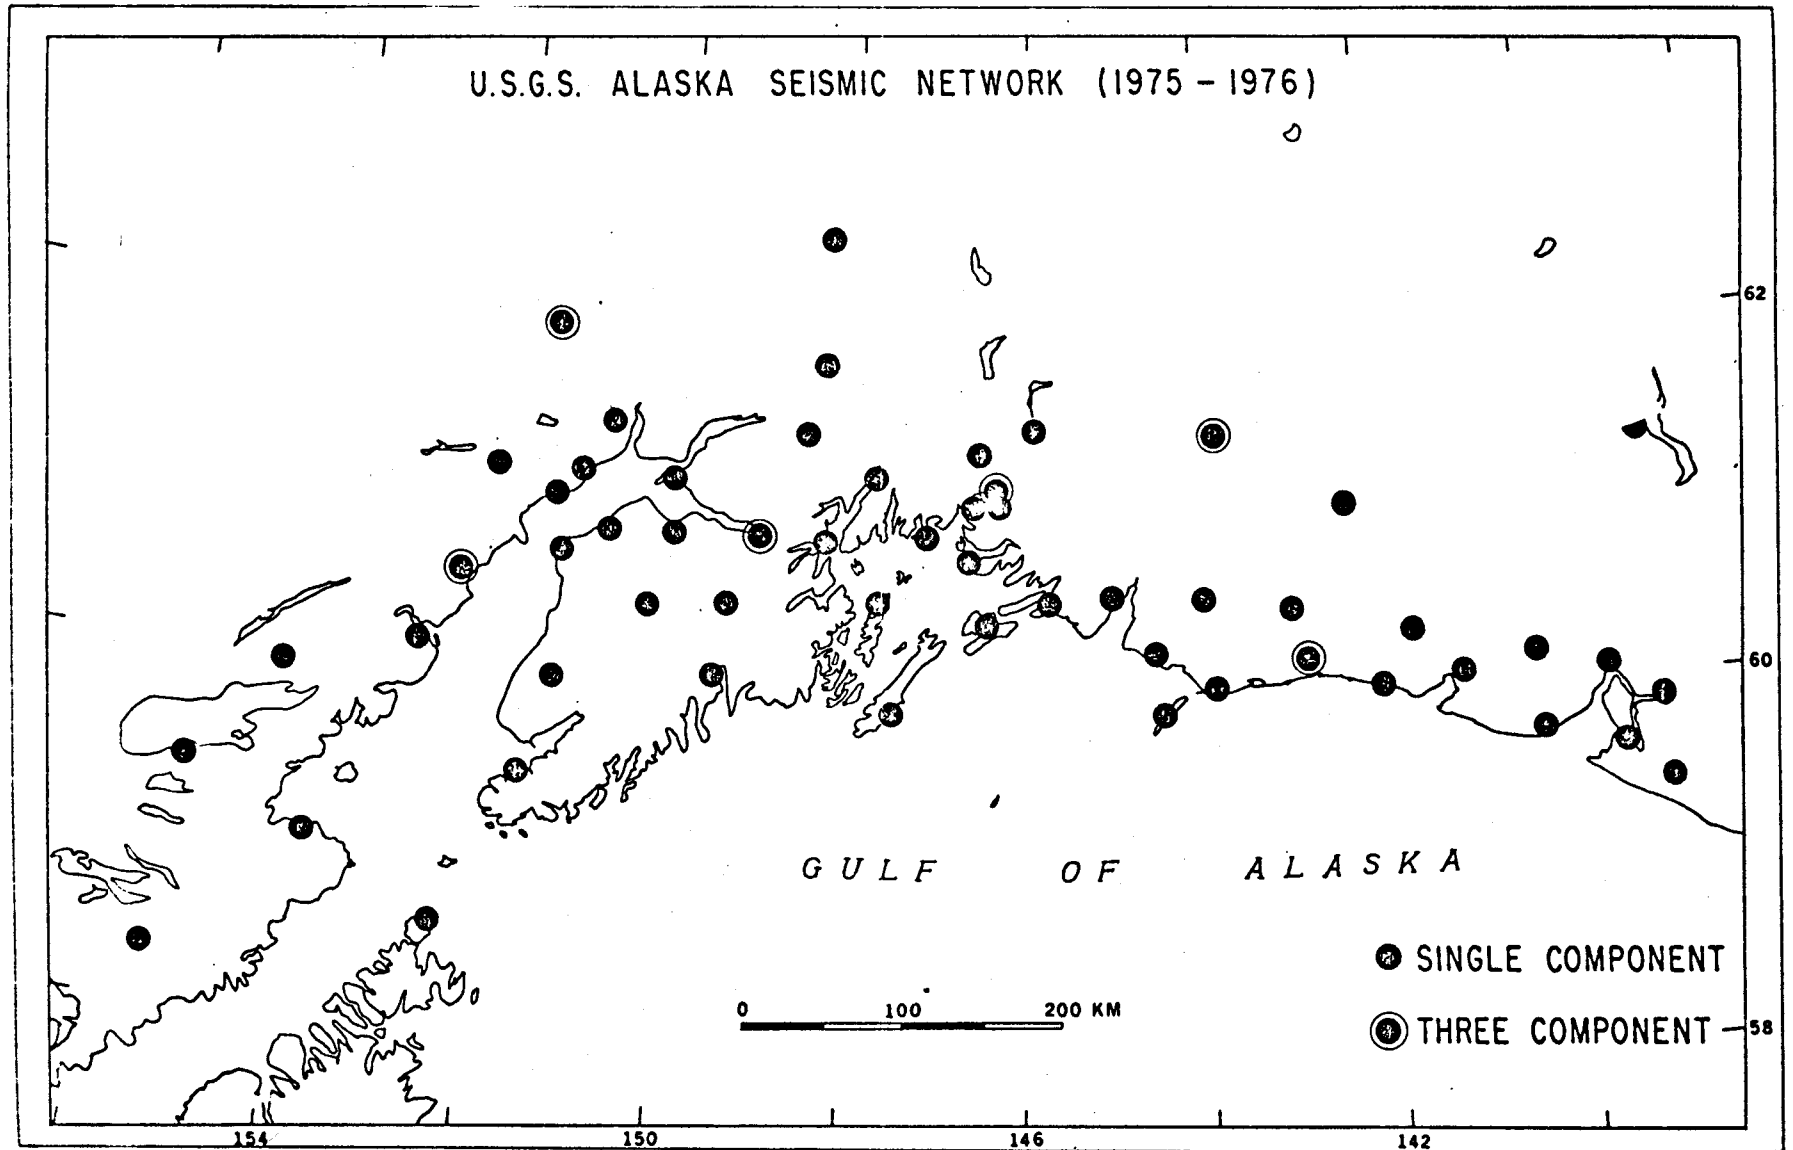 U.S.G.S. ALASKA SEISMIC NETWORK (1975 - 1976)
62
60
GULF OF ALASKA
SINGLE COMPONENT
0 100 200 KM
THREE COMPONENT
58
154 150 146 142